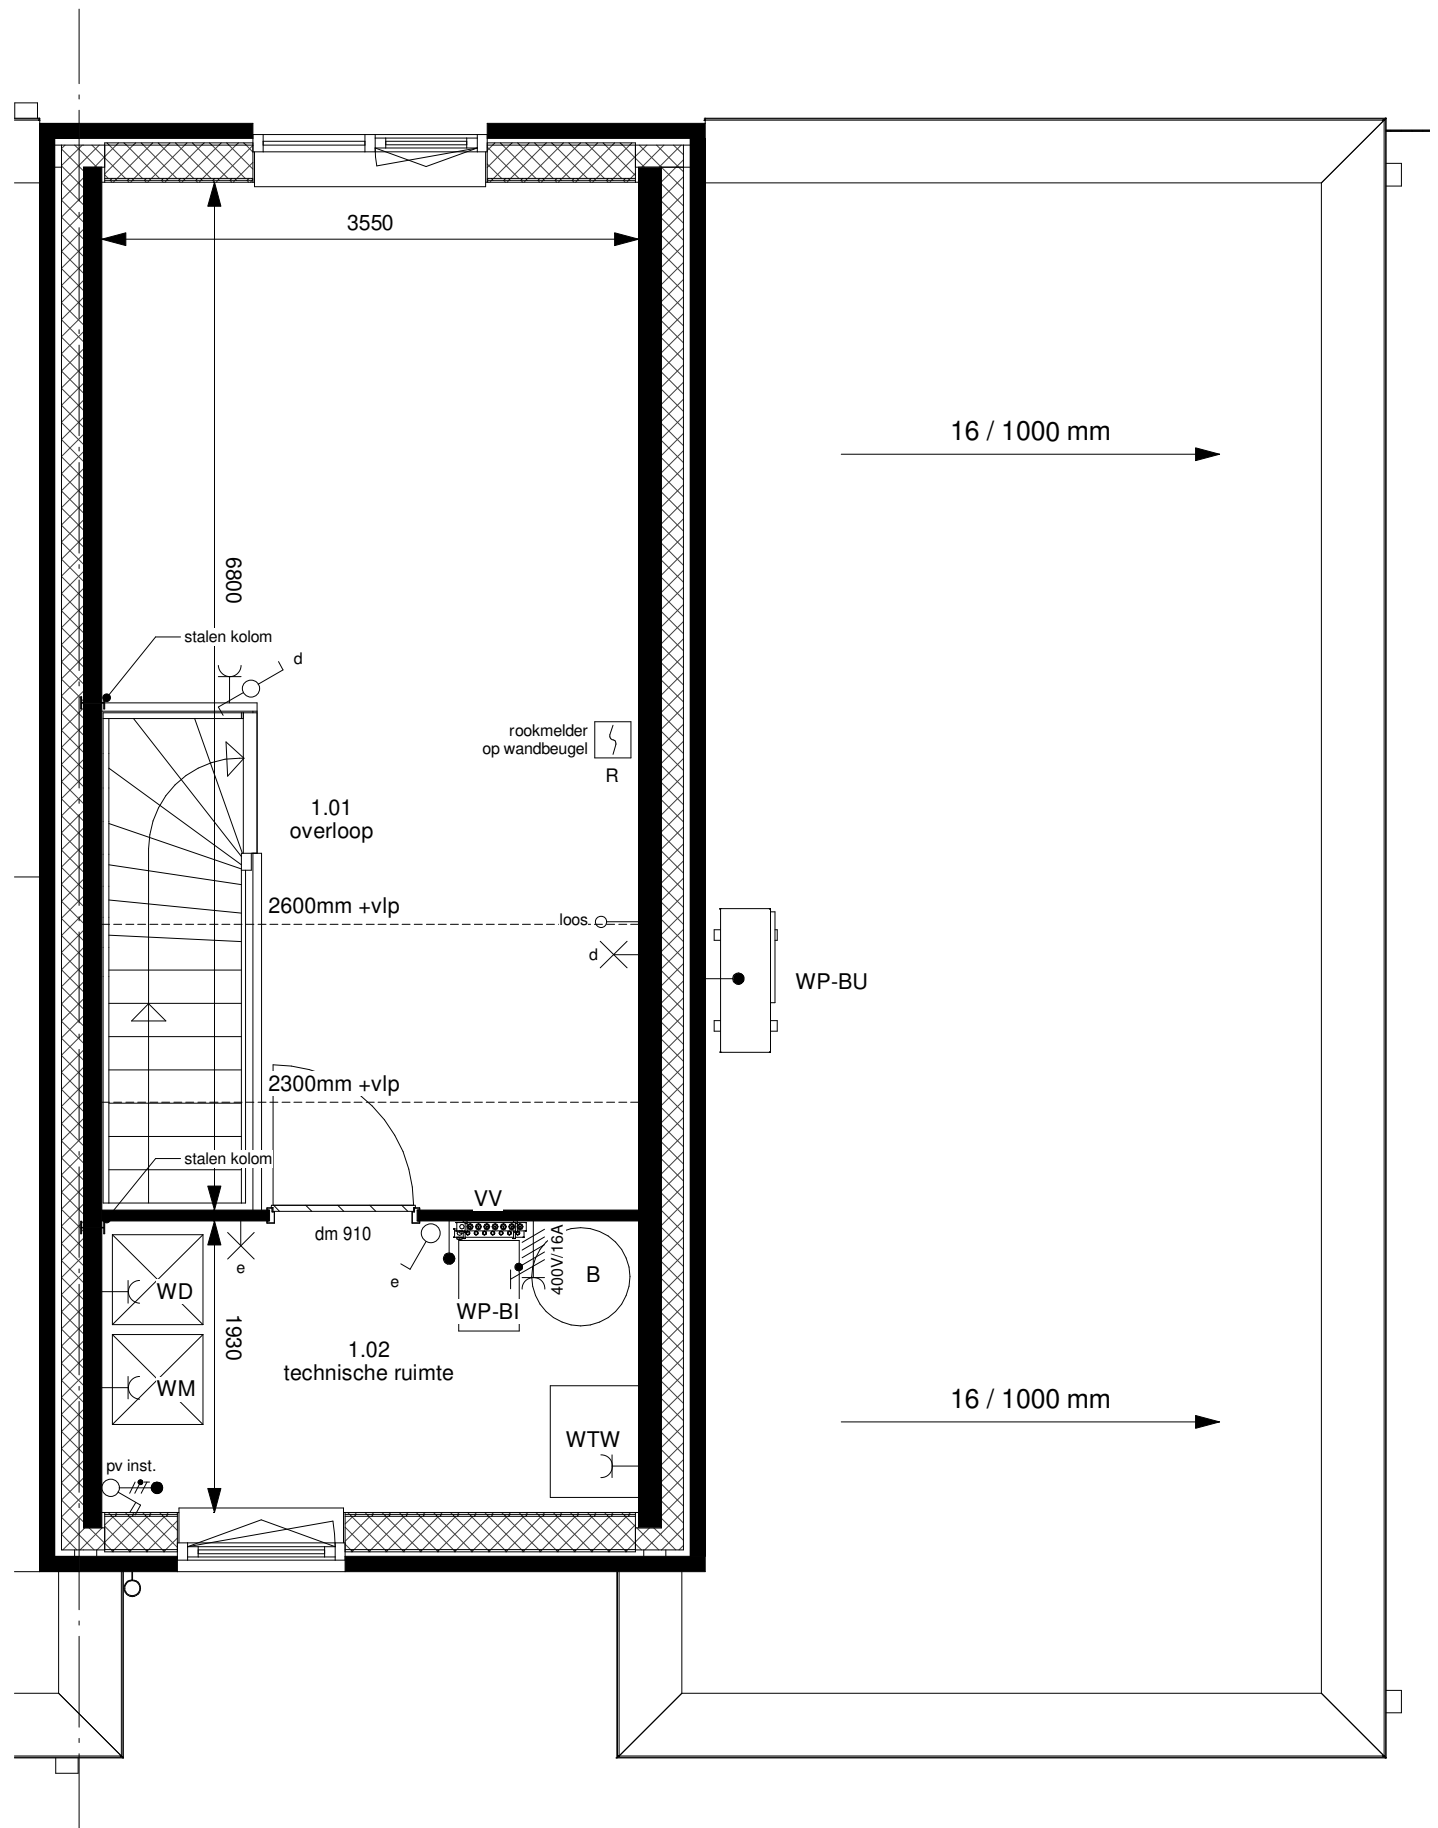 3550
16 / 1000 mm
6800
stalen kolom
d
rookmelder
op wandbeugel
R
1.01
overloop
2600mm +vlp
loos
d
WP-BU
2300mm +vlp
stalen kolom
VV
dm 910
e
e
400V/16A
B
WD
WP-BI
1930
1.02
technische ruimte
WM
16 / 1000 mm
WTW
pv inst.